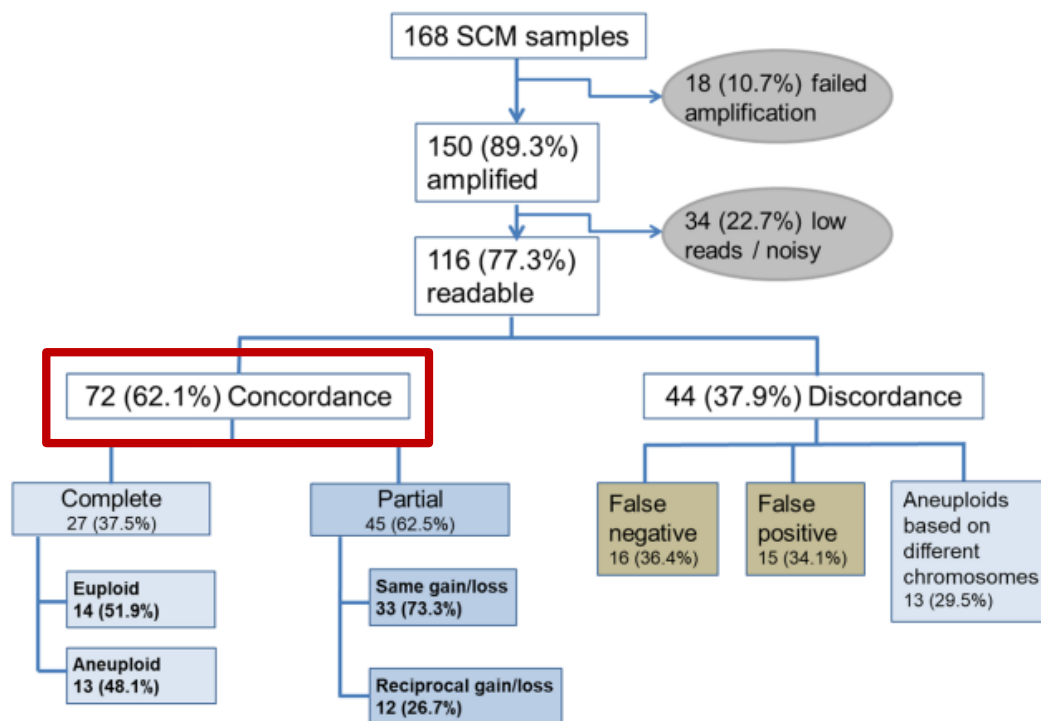 168 SCM samples
18 (10.7%) failed
amplification
150 (89.3%)
amplified
34 (22.7%) low
reads / noisy
116 (77.3%)
readable
72 (62.1%) Concordance
44 (37.9%) Discordance
Complete
27 (37.5%)
Partial
45 (62.5%)
False
negative
16 (36.4%)
False
positive
15 (34.1%)
Aneuploids
based on
different
chromosomes
13 (29.5%)
Euploid
14 (51.9%)
Same gain/loss
33 (73.3%)
Aneuploid
13 (48.1%)
Reciprocal gain/loss
12 (26.7%)